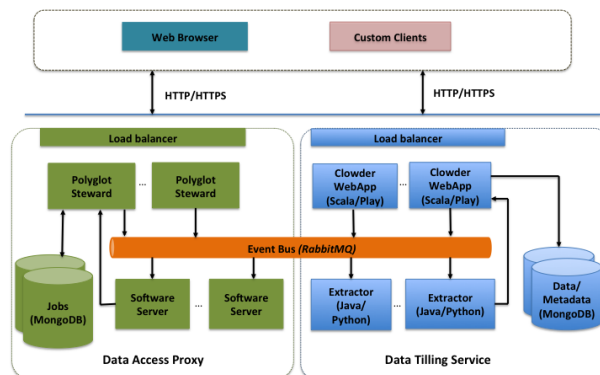 Web Browser
Custom Clients
HTTP/HTTPS
HTTP/HTTPS
Load balancer
Load balancer
Polyglot
Steward
...
Polyglot
Steward
Clowder
WebApp
(Scala/Play)
...
Clowder
WebApp
(Scala/Play)
Event Bus (RabbitMQ)
Jobs
(MongoDB)
Software
Server
...
Software
Server
Extractor
(Java/
Python)
...
Extractor
(Java/Python)
Data/
Metadata
(MongoDB)
Data Access Proxy
Data Tilling Service